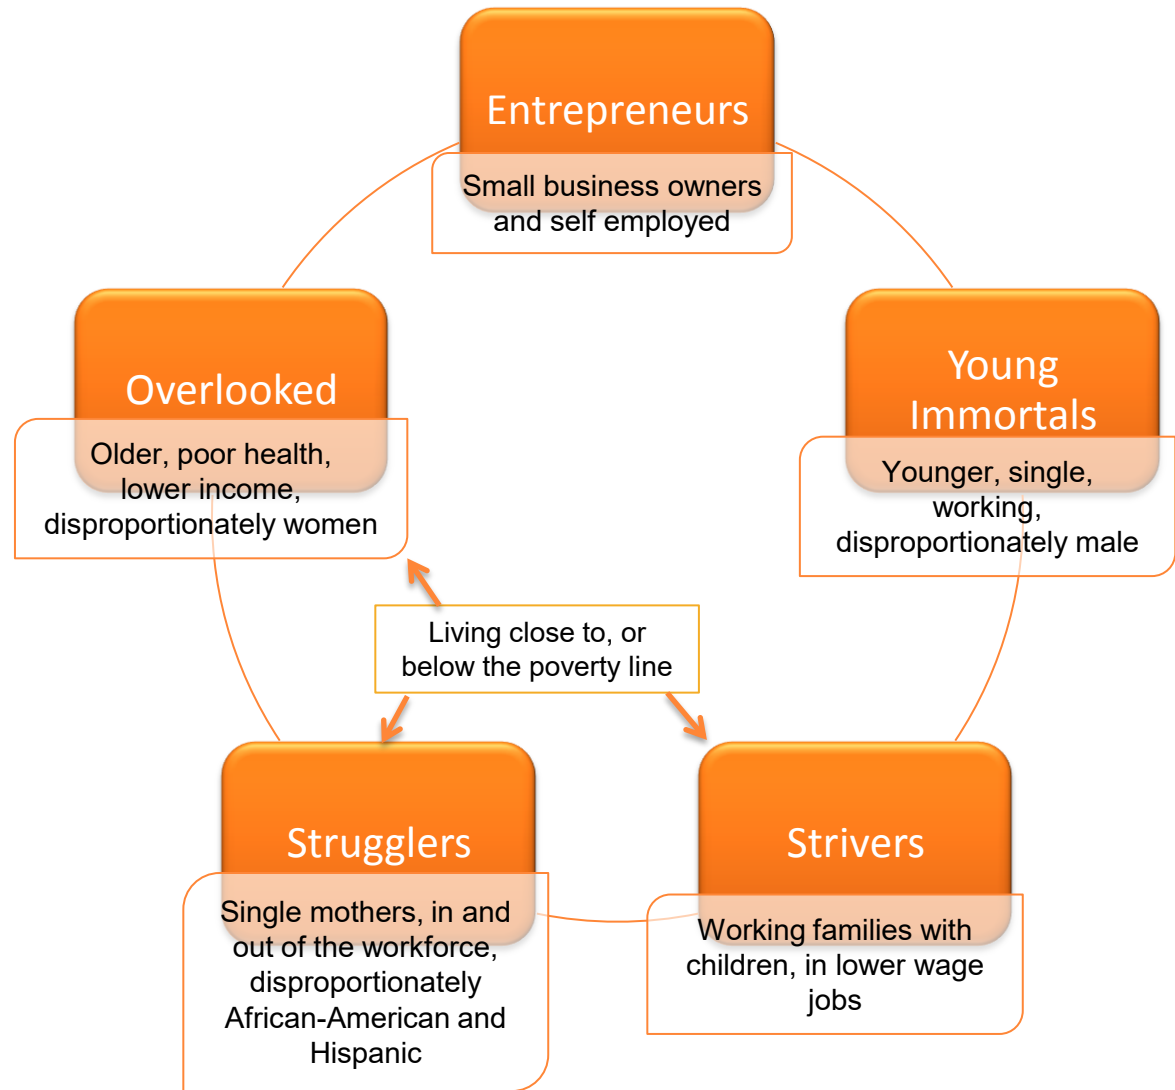 Entrepreneurs
Small business owners
and self employed
Overlooked
Older, poor health,
lower income,
disproportionately women
Young
Immortals
Younger, single,
working,
disproportionately male
Living close to, or
below the poverty line
Strugglers
Single mothers, in and
out of the workforce,
disproportionately
African-American and
Hispanic
Strivers
Working families with
children, in lower wage
jobs